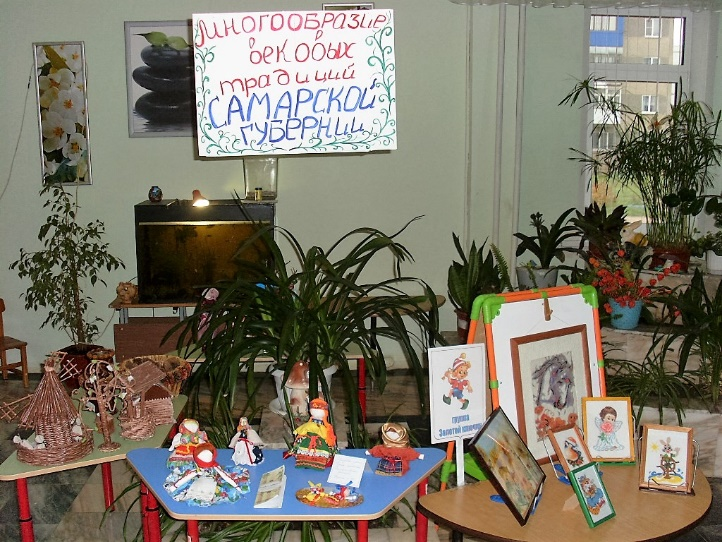 Многообразие
вековых
традиций
САМАРСКОЙ
ГУБЕРНИИ
группа
Золотой ключик